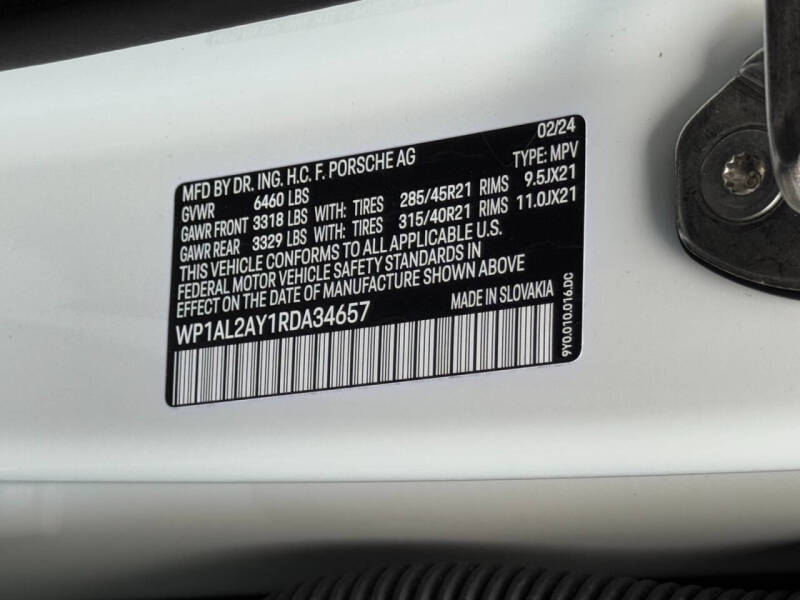 02/24
MFD BY DR. ING. H.C. F. PORSCHE AG TYPE: MPV
GVWR 6460 LBS
GAWR FRONT 3318 LBS WITH: TIRES 285/45R21 RIMS 9.5JX21
GAWR REAR 3329 LBS WITH: TIRES 315/40R21 RIMS 11.0JX21
THIS VEHICLE CONFORMS TO ALL APPLICABLE U.S.
FEDERAL MOTOR VEHICLE SAFETY STANDARDS IN
EFFECT ON THE DATE OF MANUFACTURE SHOWN ABOVE
MADE IN SLOVAKIA
WP1AL2AY1RDA34657
9Y0.010.016.DC